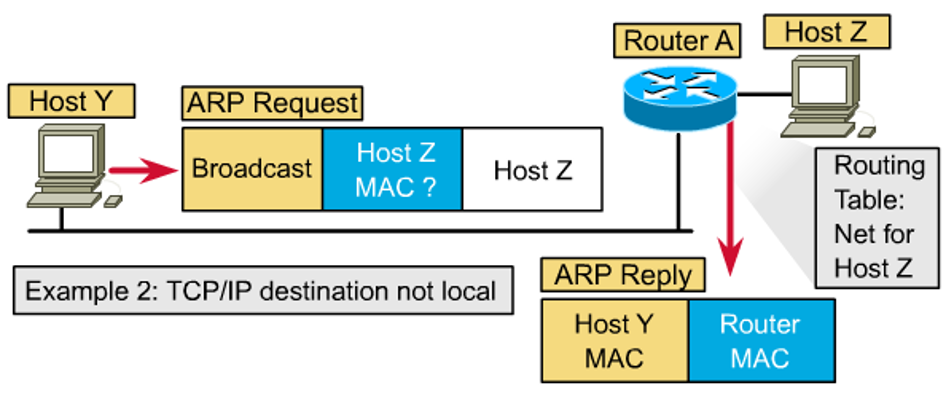 Host Y
ARP Request
Broadcast
Host Z
MAC ?
Host Z
Router A
Host Z
Routing
Table:
Net for
Host Z
Example 2: TCP/IP destination not local
ARP Reply
Host Y
MAC
Router
MAC